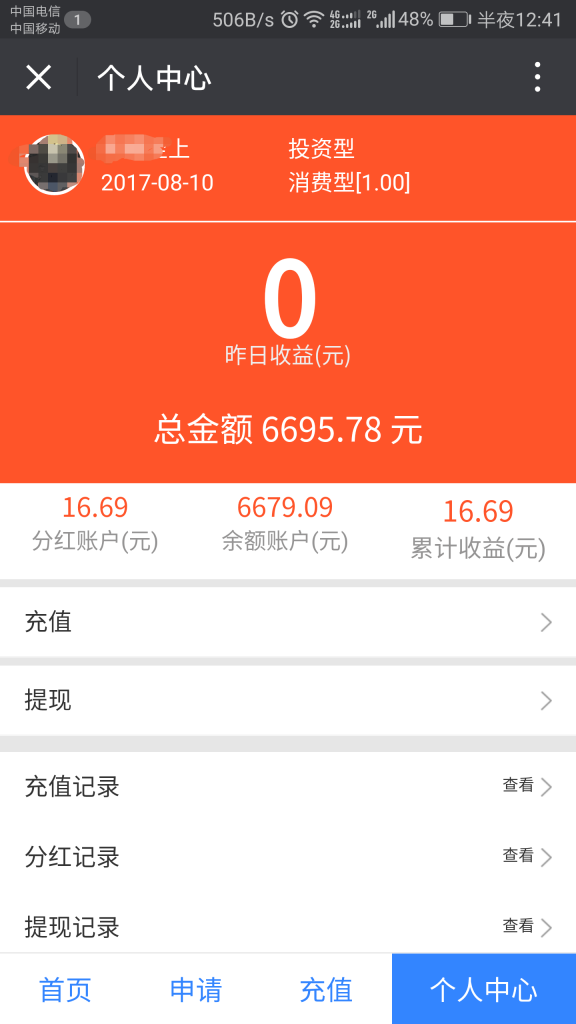 中国电信
中国移动
1
506B/s 4G 2G 2G 48% 半夜12:41
个人中心
上
投资型
2017-08-10
消费型[1.00]
0
昨日收益(元)
总金额 6695.78 元
16.69
6679.09
16.69
分红账户(元)
余额账户(元)
累计收益(元)
充值
提现
充值记录
查看
分红记录
查看
提现记录
查看
首页
申请
充值
个人中心